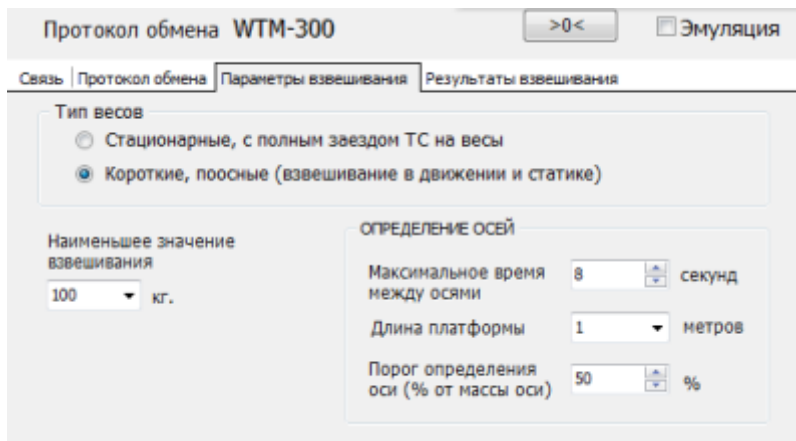 Протокол обмена WTM-300 >0< Эмуляция
Связь Протокол обмена Параметры взвешивания Результаты взвешивания
Тип весов
Стационарные, с полным заездом ТС на весы
Короткие, поосные (взвешивание в движении и статике)
Наименьшее значение
взвешивания
100 кг.
ОПРЕДЕЛЕНИЕ ОСЕЙ
Максимальное время
между осями
8 секунд
Длина платформы 1 метров
Порог определения
оси (% от массы оси)
50 %